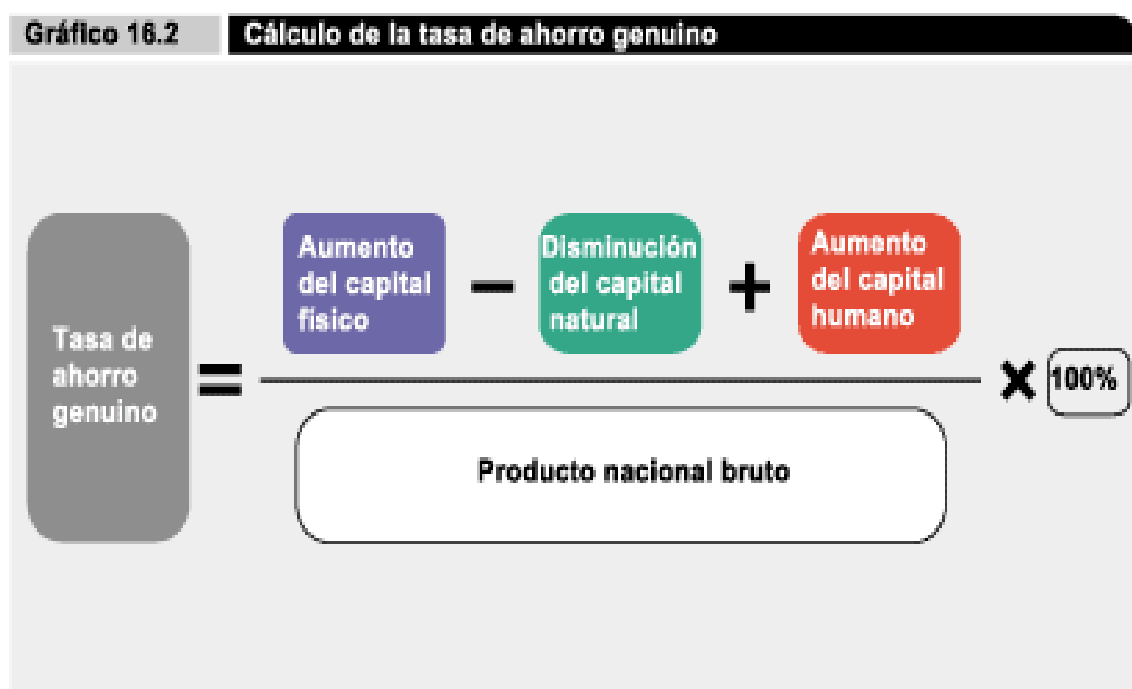 Gráfico 16.2
Cálculo de la tasa de ahorro genuino
Tasa de
ahorro
genuino
=
Aumento
del capital
físico
−
Disminución
del capital
natural
+
Aumento
del capital
humano
Producto nacional bruto
×
100%